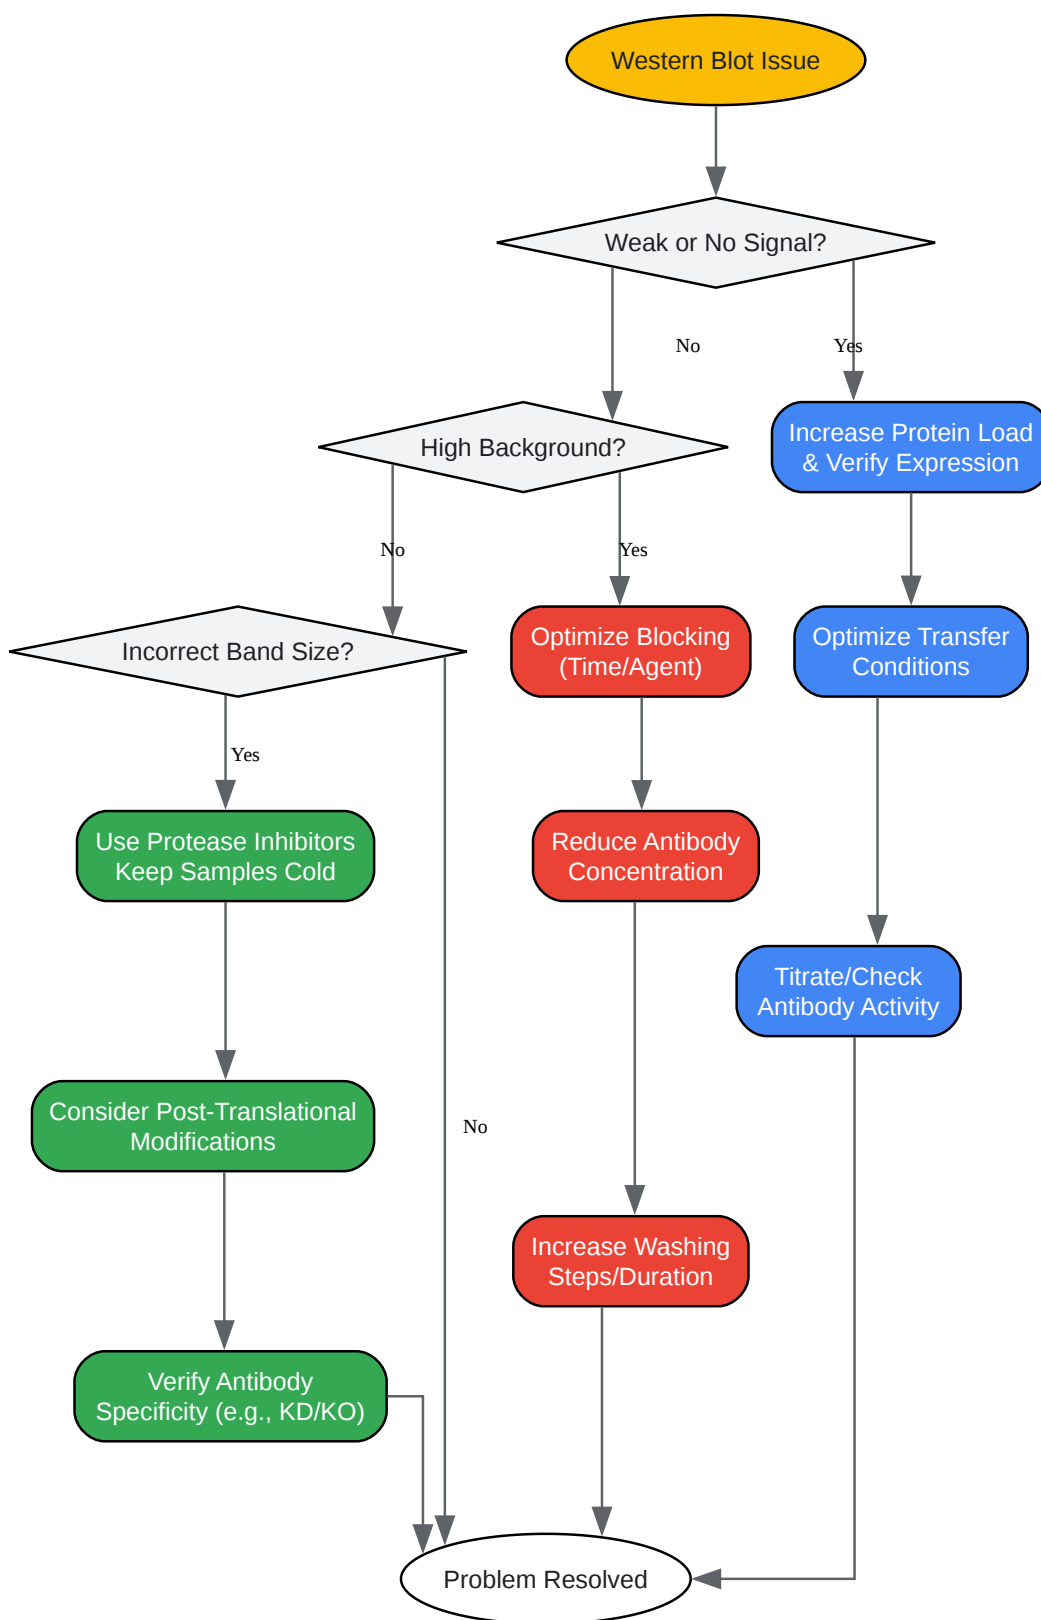 Western Blot Issue
Weak or No Signal?
No
Yes
High Background?
Increase Protein Load
& Verify Expression
No
Yes
Incorrect Band Size?
Optimize Blocking
(Time/Agent)
Optimize Transfer
Conditions
Yes
Use Protease Inhibitors
Keep Samples Cold
Reduce Antibody
Concentration
Titrate/Check
Antibody Activity
Consider Post-Translational
Modifications
No
Increase Washing
Steps/Duration
Verify Antibody
Specificity (e.g., KD/KO)
Problem Resolved